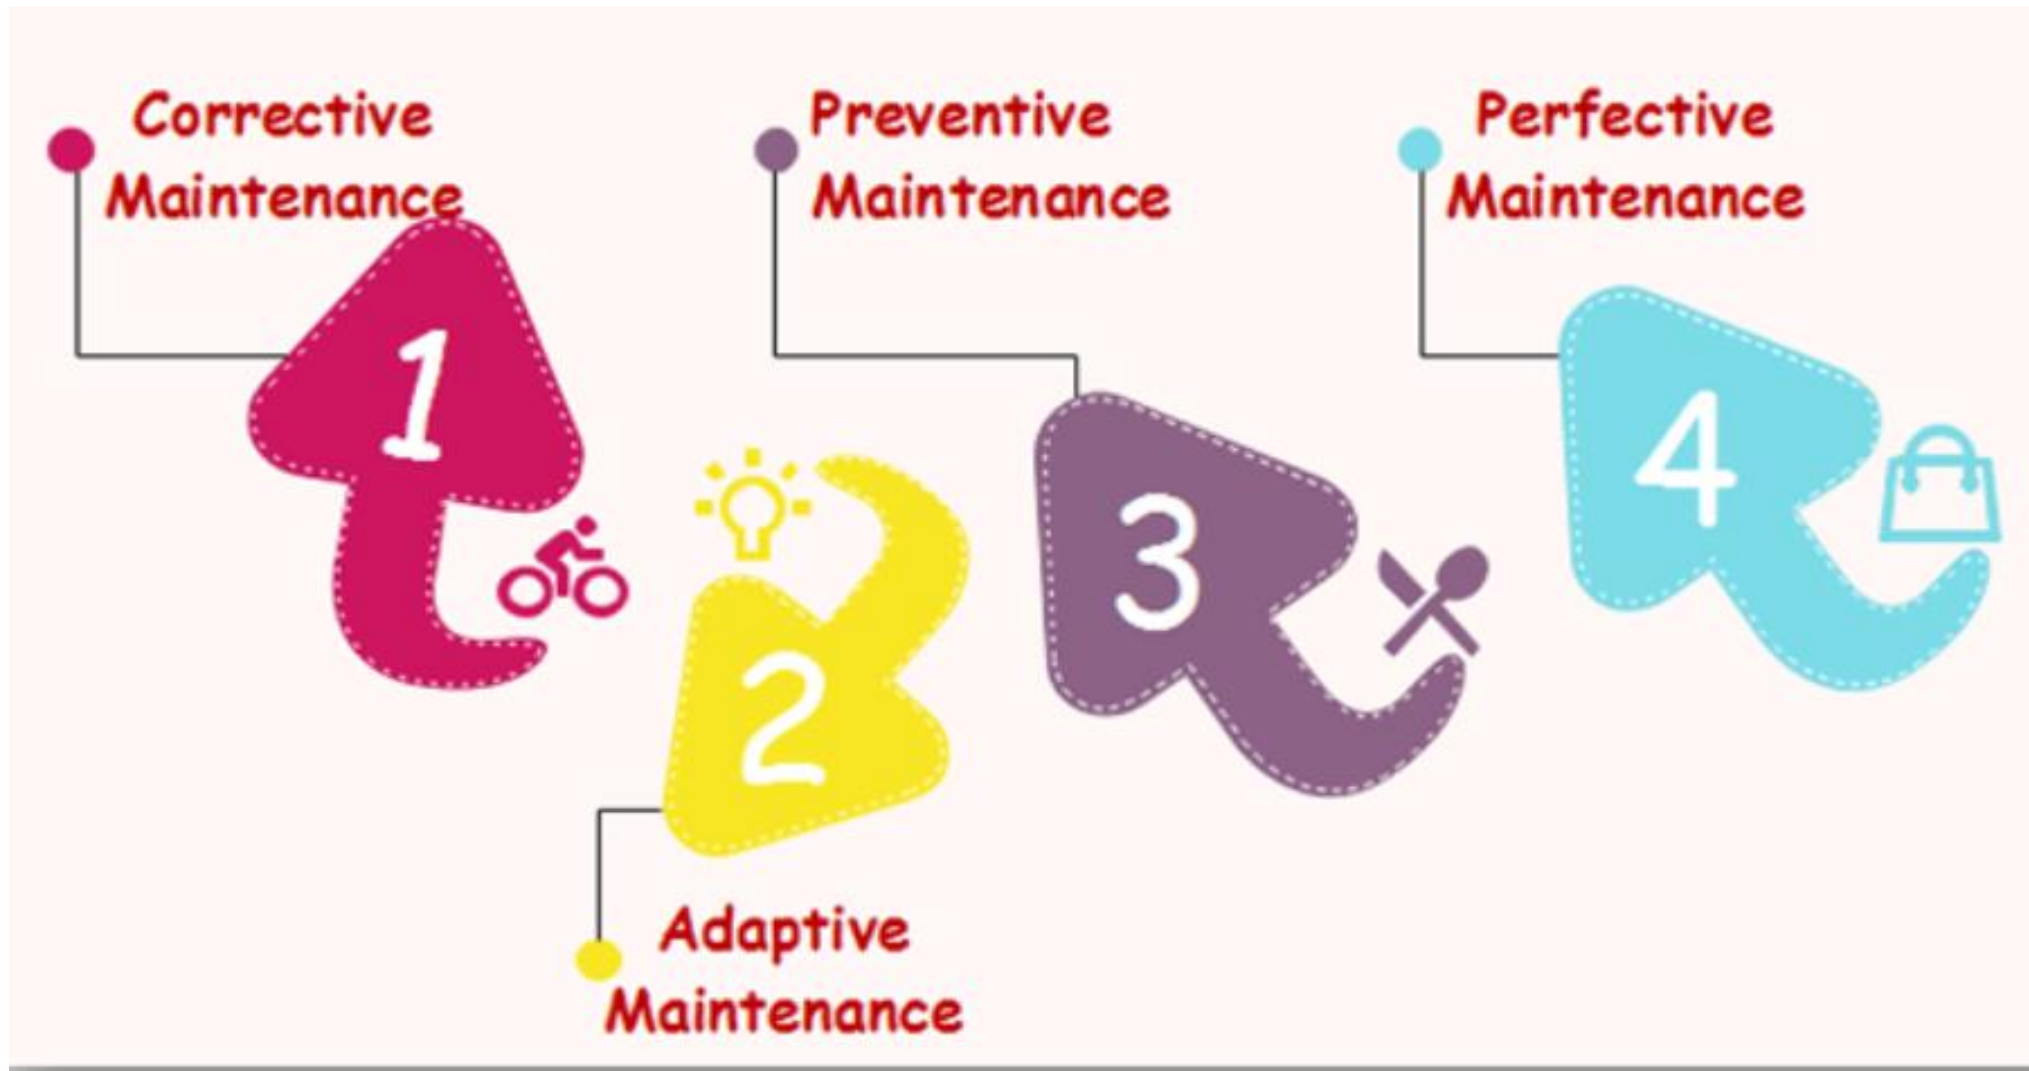 Corrective
Maintenance
1
Adaptive
Maintenance
2
Preventive
Maintenance
3
Perfective
Maintenance
4